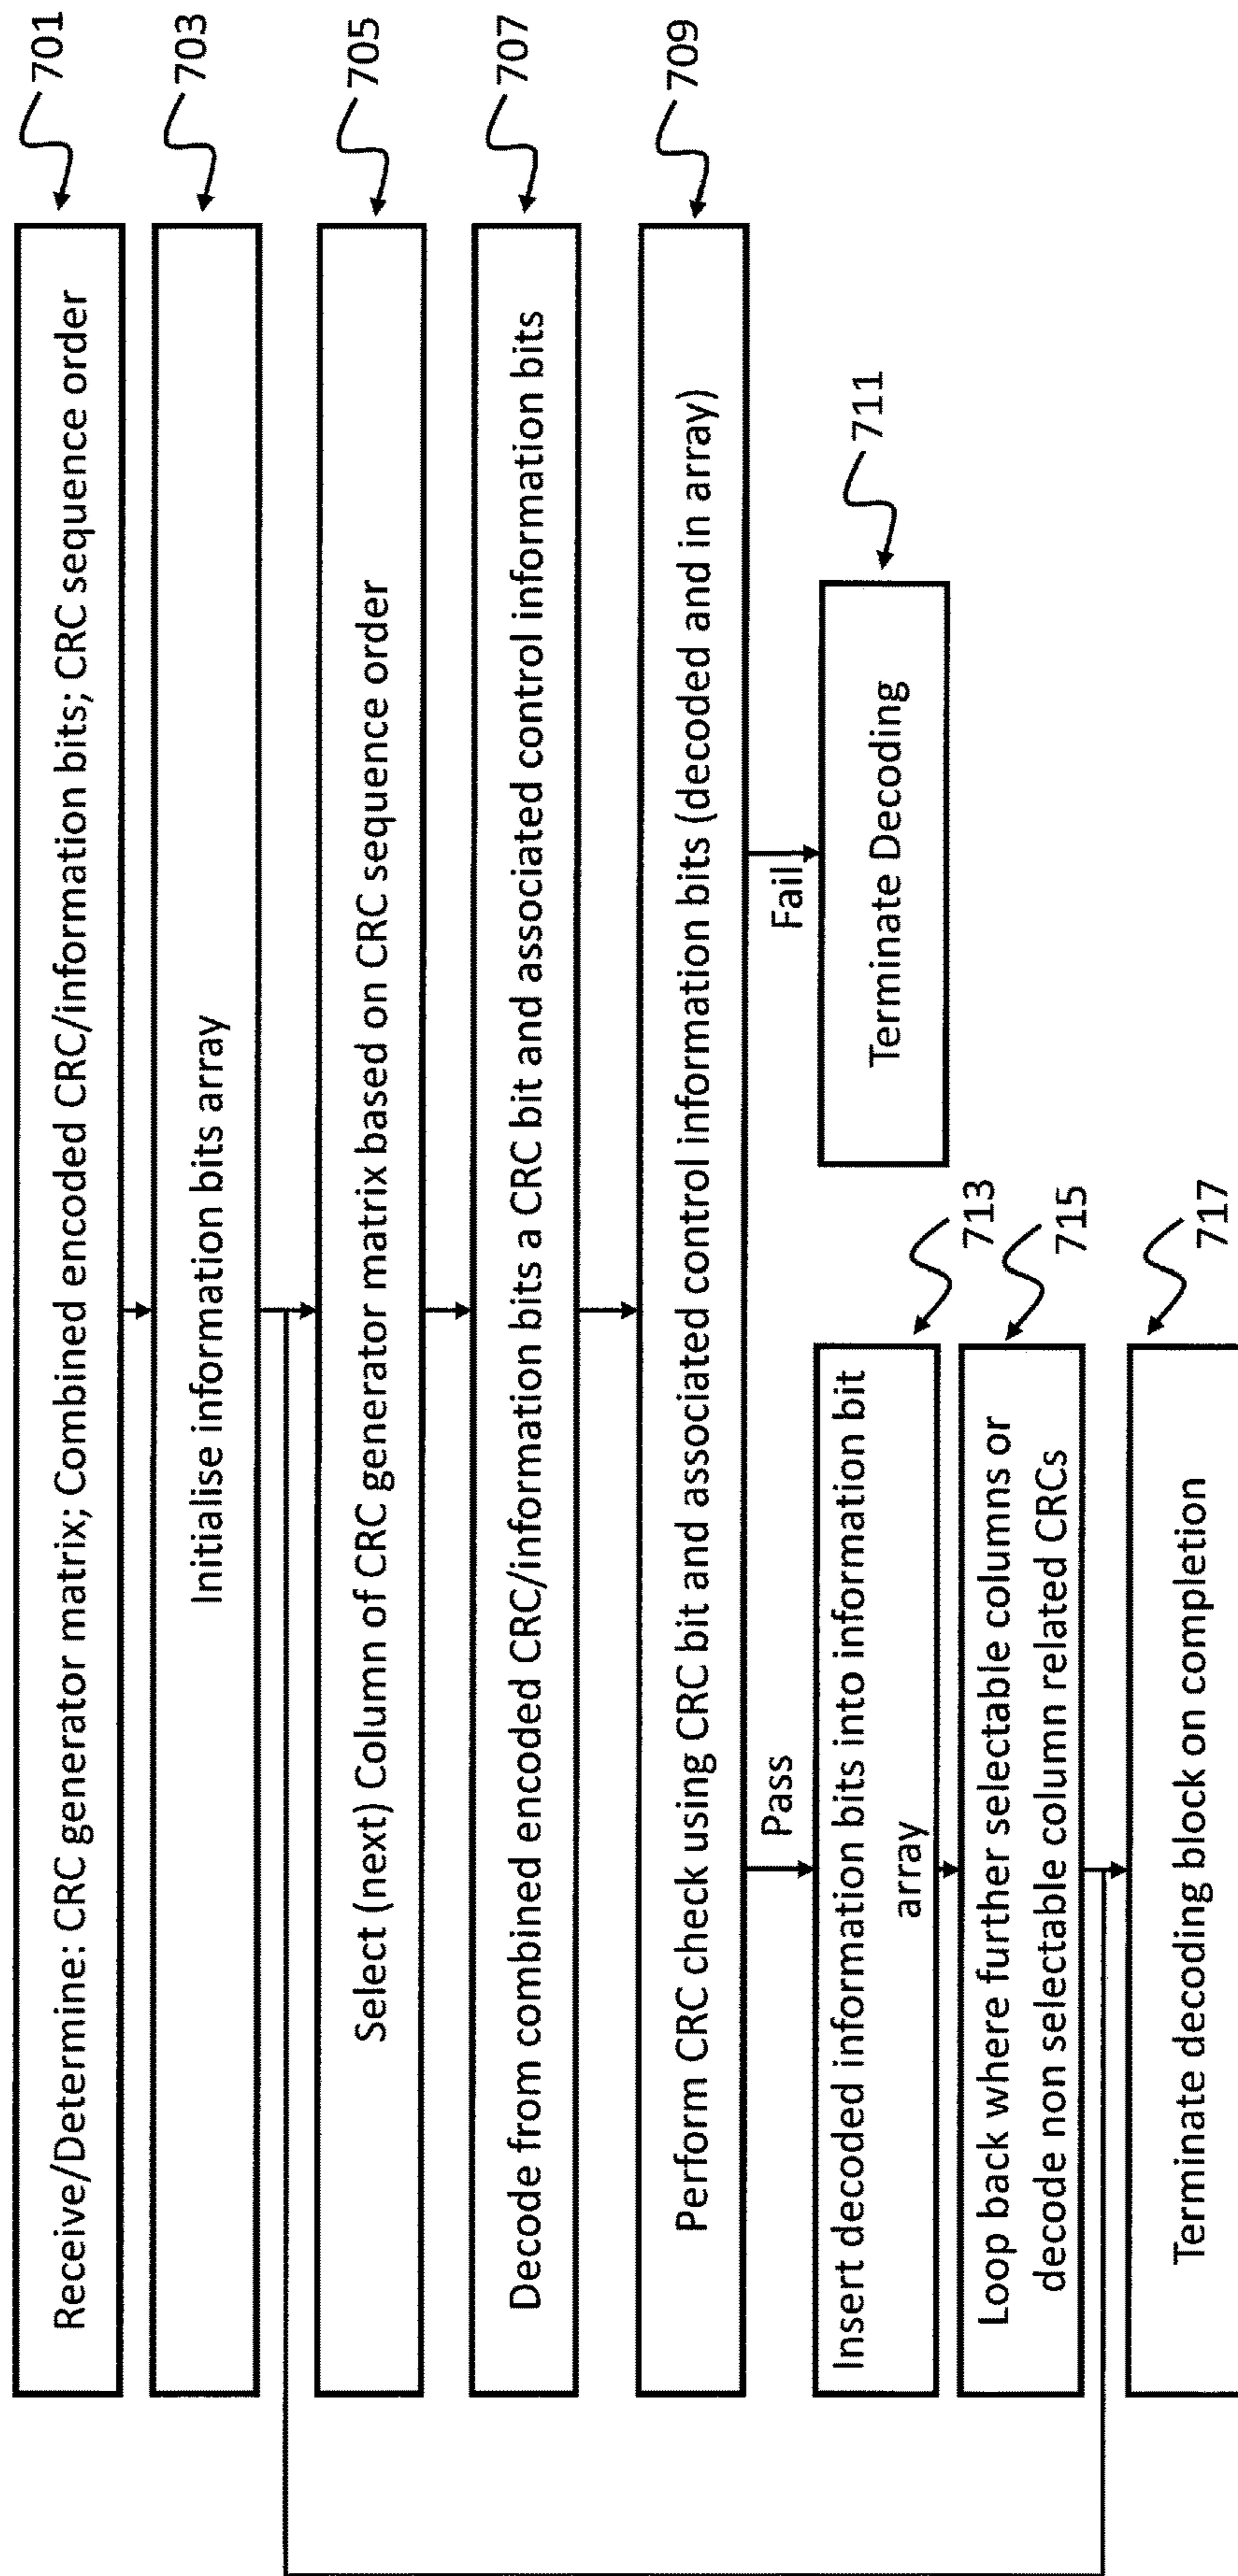 Receive/Determine: CRC generator matrix; Combined encoded CRC/information bits; CRC sequence order
701
Initialise information bits array
703
Select (next) Column of CRC generator matrix based on CRC sequence order
705
Decode from combined encoded CRC/information bits a CRC bit and associated control information bits
707
Perform CRC check using CRC bit and associated control information bits (decoded and in array)
709
Pass
Fail
Terminate Decoding
711
Insert decoded information bits into information bit
array
713
Loop back where further selectable columns or
decode non selectable column related CRCs
715
Terminate decoding block on completion
717